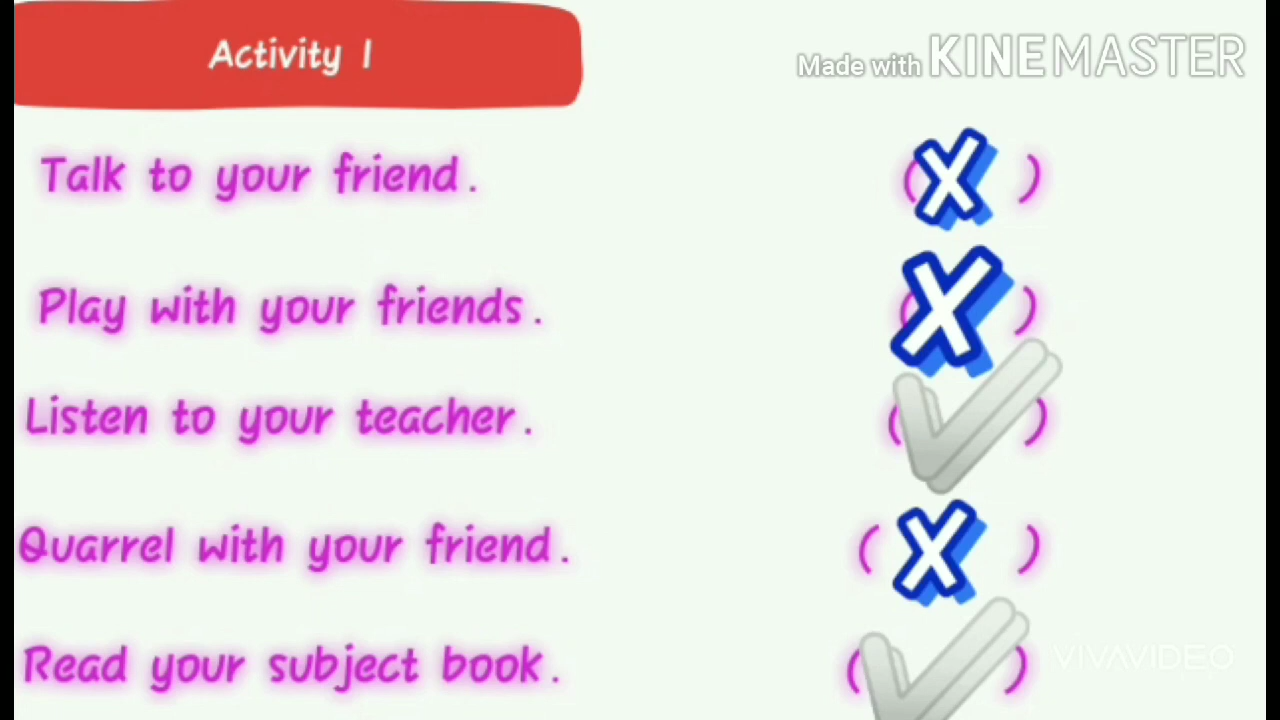 Activity 1
Made with KINEMASTER
Talk to your friend. ( X )
Play with your friends. ( X )
Listen to your teacher. ( ✓ )
Quarrel with your friend. ( X )
Read your subject book. ( ✓ )
VIVAVIDEO